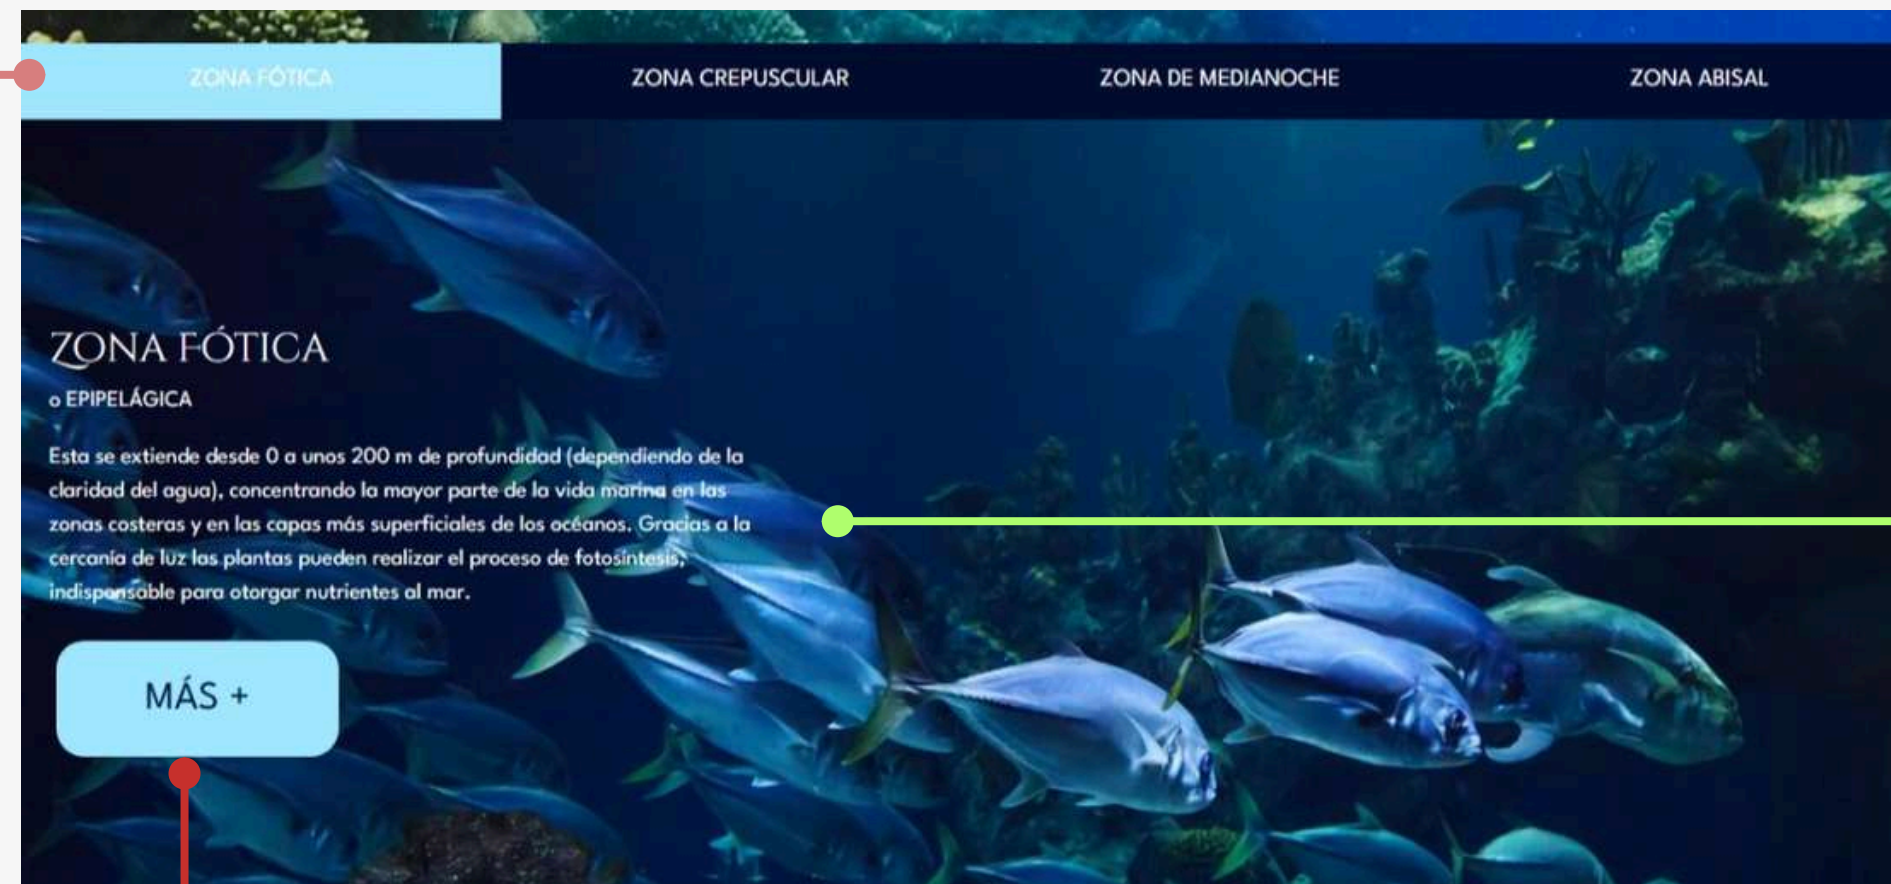 ZONA FÓTICA
ZONA CREPUSCULAR
ZONA DE MEDIANOCHE
ZONA ABISAL
ZONA FÓTICA
o EPIPELÁGICA
Esta se extiende desde 0 a unos 200 m de profundidad (dependiendo de la
claridad del agua), concentrando la mayor parte de la vida marina en las
zonas costeras y en las capas más superficiales de los océanos. Gracias a la
cercanía de luz las plantas pueden realizar el proceso de fotosíntesis,
indispensable para otorgar nutrientes al mar.
MÁS +